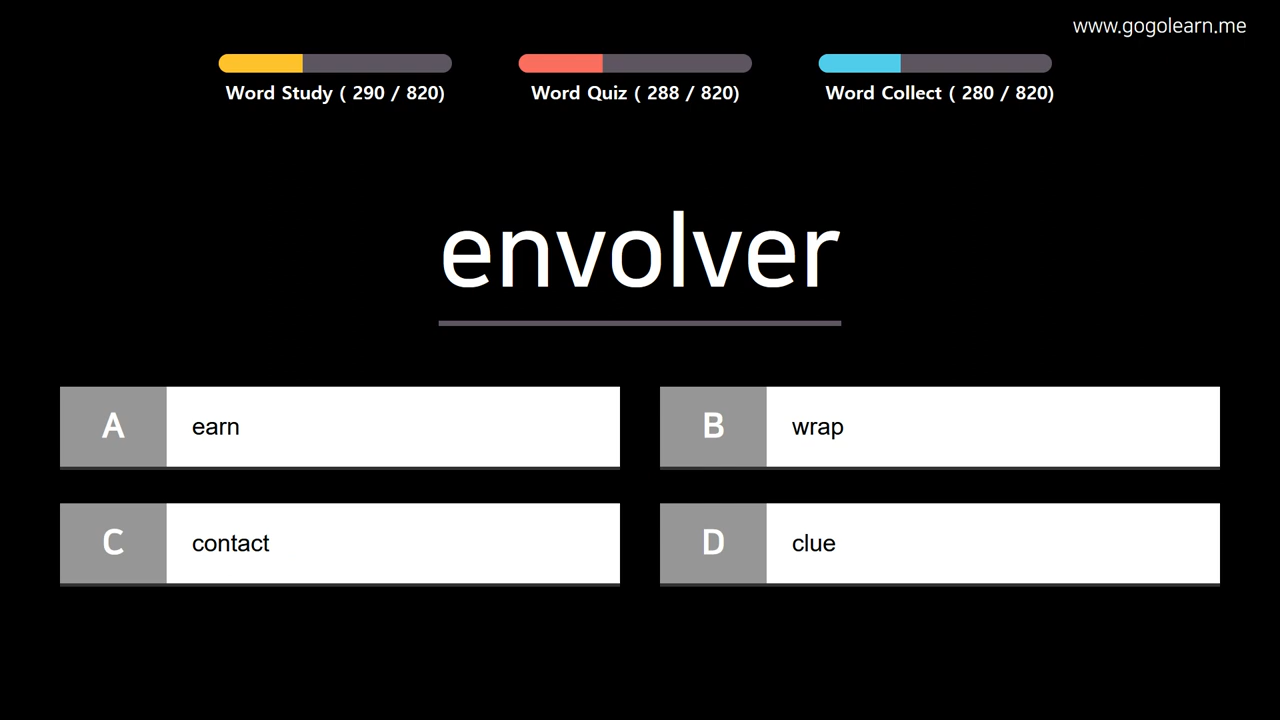 www.gogolearn.me
Word Study ( 290 / 820)
Word Quiz ( 288 / 820)
Word Collect ( 280 / 820)
envolver
A earn
B wrap
C contact
D clue